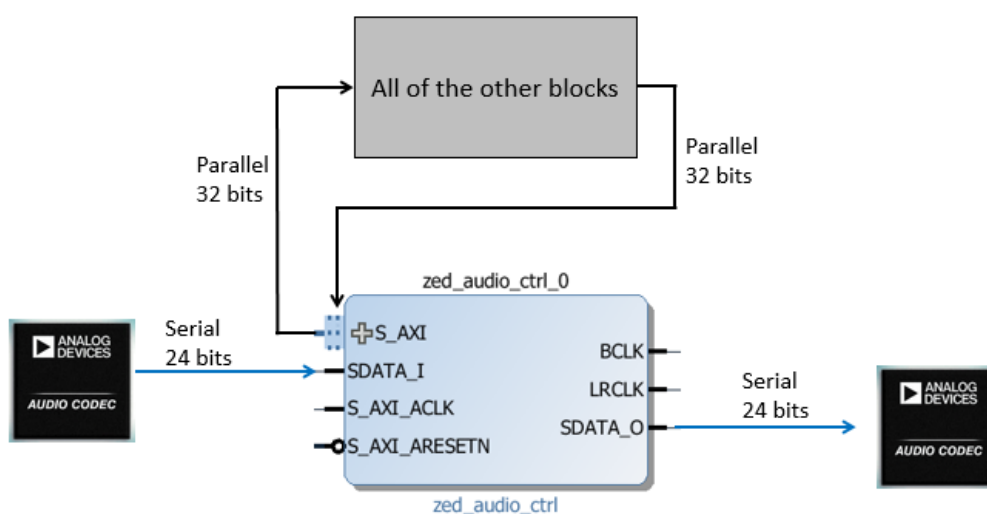 All of the other blocks
Parallel
32 bits
Parallel
32 bits
zed_audio_ctrl_0
ANALOG
DEVICES
AUDIO CODEC
Serial
24 bits
S_AXI
SDATA_I
S_AXI_ACLK
S_AXI_ARESETN
BCLK
LRCLK
SDATA_O
Serial
24 bits
ANALOG
DEVICES
AUDIO CODEC
zed_audio_ctrl